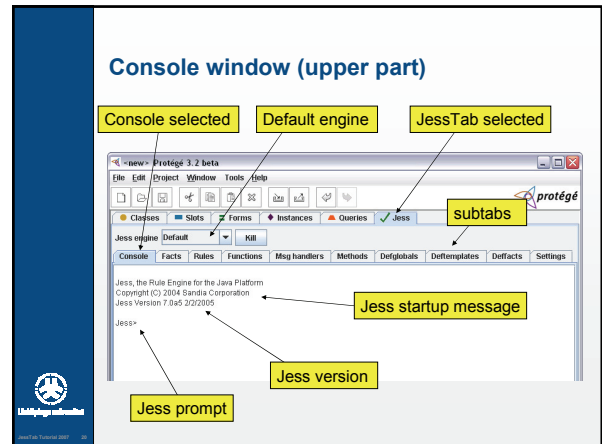 Console window (upper part)
Console selected
Default engine
JessTab selected
<new> Protégé 3.2 beta
File Edit Project Window Tools Help
protégé
Classes Slots Forms Instances Queries Jess
subtabs
Jess engine Default Kill
Console Facts Rules Functions Msg handlers Methods Defglobals Deftemplates Deffacts Settings
Jess, the Rule Engine for the Java Platform
Copyright (C) 2004 Sandia Corporation
Jess Version 7.0a5 2/2/2005
Jess startup message
Jess>
Jess version
Jess prompt
Linköpings universitet
JessTab Tutorial 2007 20